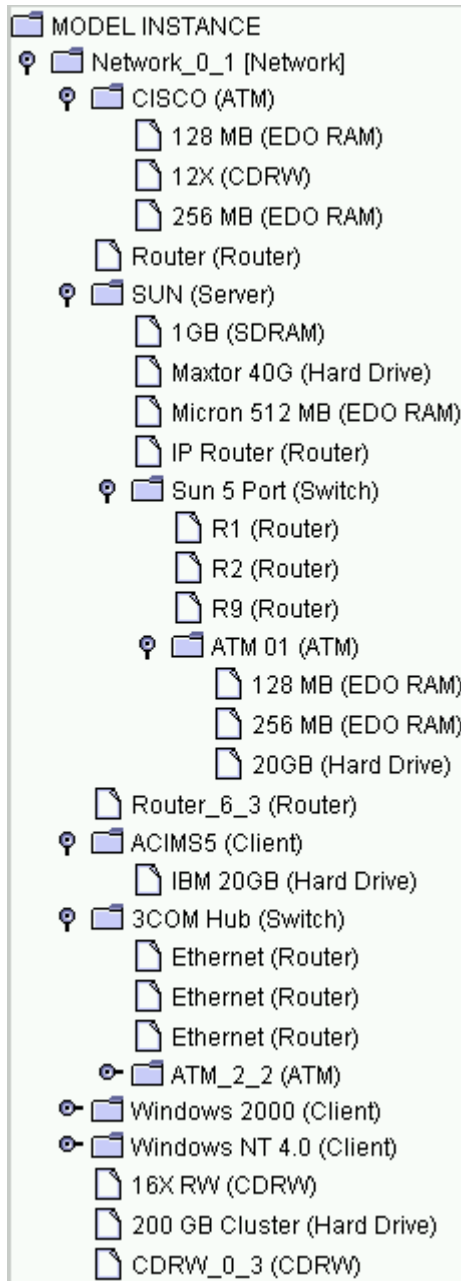 MODEL INSTANCE
Network_0_1 [Network]
CISCO (ATM)
128 MB (EDO RAM)
12X (CDRW)
256 MB (EDO RAM)
Router (Router)
SUN (Server)
1GB (SDRAM)
Maxtor 40G (Hard Drive)
Micron 512 MB (EDO RAM)
IP Router (Router)
Sun 5 Port (Switch)
R1 (Router)
R2 (Router)
R9 (Router)
ATM 01 (ATM)
128 MB (EDO RAM)
256 MB (EDO RAM)
20GB (Hard Drive)
Router_6_3 (Router)
ACIMS5 (Client)
IBM 20GB (Hard Drive)
3COM Hub (Switch)
Ethernet (Router)
Ethernet (Router)
Ethernet (Router)
ATM_2_2 (ATM)
Windows 2000 (Client)
Windows NT 4.0 (Client)
16X RW (CDRW)
200 GB Cluster (Hard Drive)
CDRW_0_3 (CDRW)